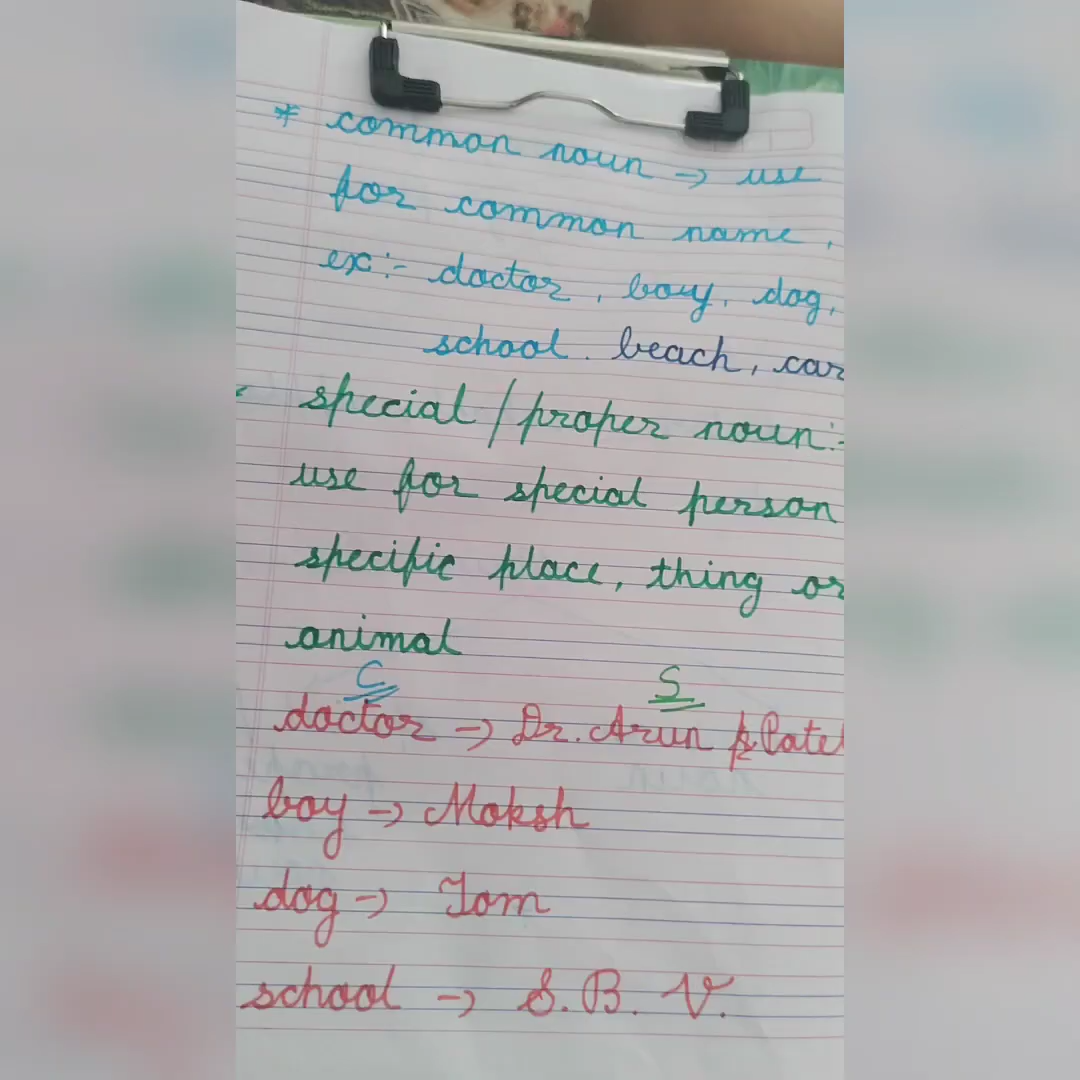 * common noun → use
for common name,
ex:- doctor, boy, dog,
school. beach, car
special/proper noun:-
use for special person
specific place, thing or
animal
C S
doctor → Dr. Arun Patel
boy → Moksh
dog → Tom
school → S.B.V.